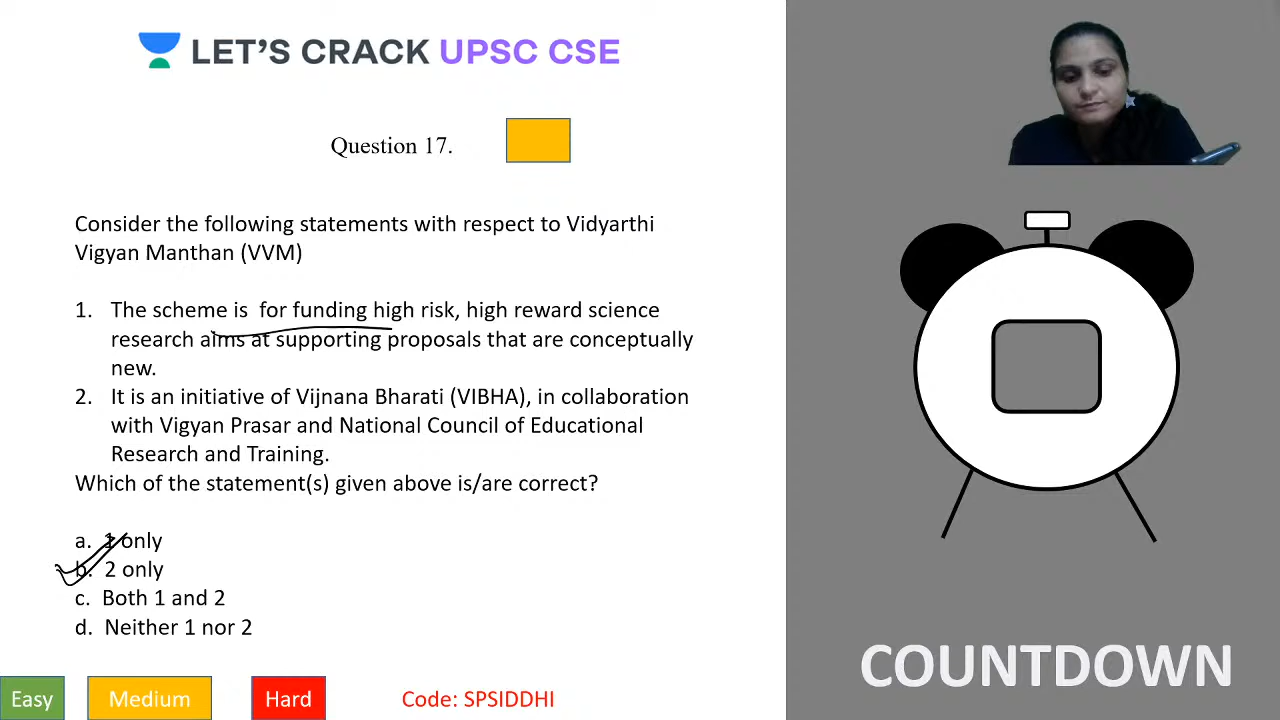 LET'S CRACK UPSC CSE
Question 17.
Consider the following statements with respect to Vidyarthi
Vigyan Manthan (VVM)
1. The scheme is for funding high risk, high reward science
research aims at supporting proposals that are conceptually
new.
2. It is an initiative of Vijnana Bharati (VIBHA), in collaboration
with Vigyan Prasar and National Council of Educational
Research and Training.
Which of the statement(s) given above is/are correct?
a. 1 only
b. 2 only
c. Both 1 and 2
d. Neither 1 nor 2
Easy Medium Hard Code: SPSIDDHI
COUNTDOWN